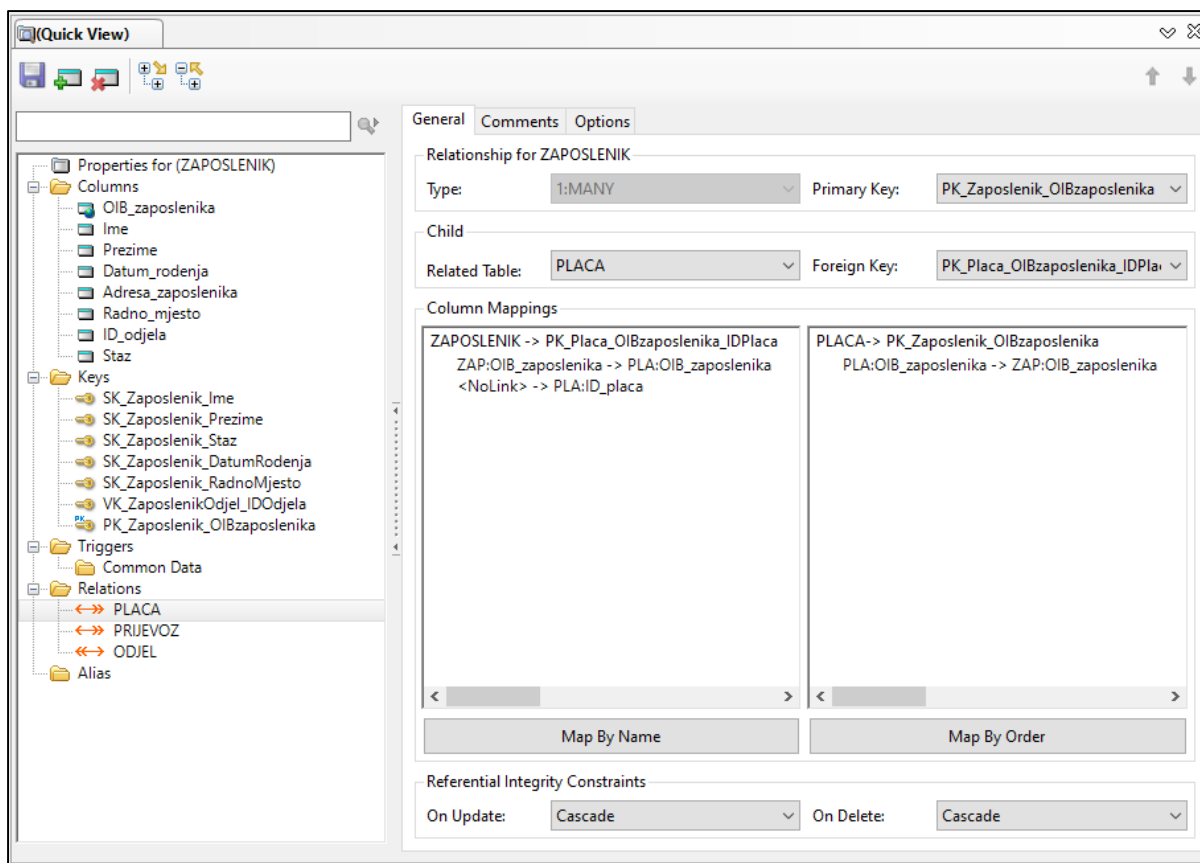 (Quick View)
Properties for (ZAPOSLENIK)
Columns
OIB_zaposlenika
Ime
Prezime
Datum_rodenja
Adresa_zaposlenika
Radno_mjesto
ID_odjela
Staz
Keys
SK_Zaposlenik_Ime
SK_Zaposlenik_Prezime
SK_Zaposlenik_Staz
SK_Zaposlenik_DatumRodenja
SK_Zaposlenik_RadnoMjesto
VK_ZaposlenikOdjel_IDOdjela
PK_Zaposlenik_OIBzaposlenika
Triggers
Common Data
Relations
PLACA
PRIJEVOZ
ODJEL
Alias
General Comments Options
Relationship for ZAPOSLENIK
Type: 1:MANY Primary Key: PK_Zaposlenik_OIBzaposlenika
Child
Related Table: PLACA Foreign Key: PK_Placa_OIBzaposlenika_IDPla
Column Mappings
ZAPOSLENIK -> PK_Placa_OIBzaposlenika_IDPlaca
ZAP:OIB_zaposlenika -> PLA:OIB_zaposlenika
<NoLink> -> PLA:ID_placa
PLACA-> PK_Zaposlenik_OIBzaposlenika
PLA:OIB_zaposlenika -> ZAP:OIB_zaposlenika
Map By Name Map By Order
Referential Integrity Constraints
On Update: Cascade On Delete: Cascade